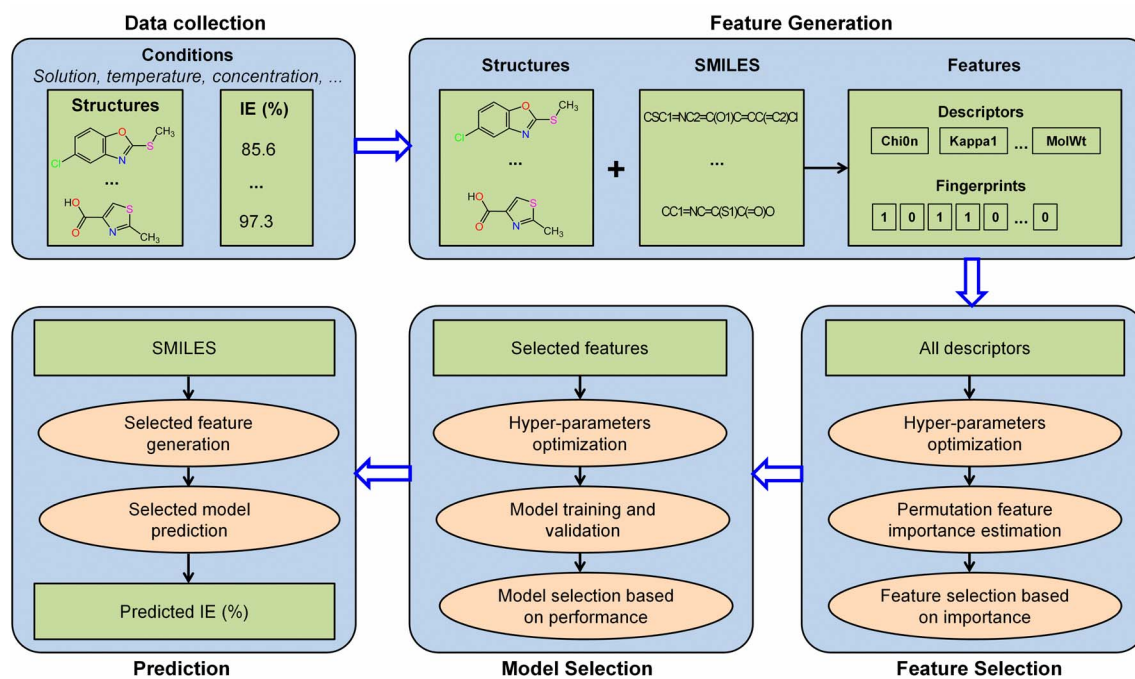 Data collection
Conditions
Solution, temperature, concentration, ...
Structures
O
CH3
S
N
Cl
...
HO
S
O
N
CH3
IE (%)
85.6
...
97.3
Feature Generation
Structures
O
CH3
S
N
Cl
...
HO
S
O
N
CH3
+
SMILES
CSC1=NC2=C(O1)C=CC(=C2)Cl
...
CC1=NC=C(S1)C(=O)O
Features
Descriptors
Chi0n Kappa1 ... MolWt
Fingerprints
1 0 1 1 0 ... 0
SMILES
Selected feature
generation
Selected model
prediction
Predicted IE (%)
Prediction
Selected features
Hyper-parameters
optimization
Model training and
validation
Model selection based
on performance
Model Selection
All descriptors
Hyper-parameters
optimization
Permutation feature
importance estimation
Feature selection based
on importance
Feature Selection